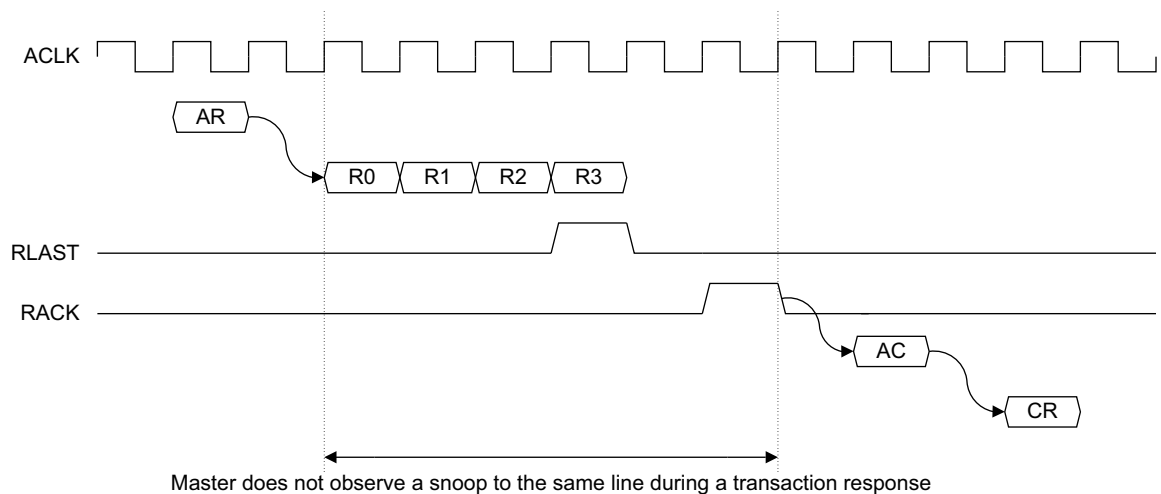 ACLK
AR
R0 R1 R2 R3
RLAST
RACK
AC
CR
Master does not observe a snoop to the same line during a transaction response